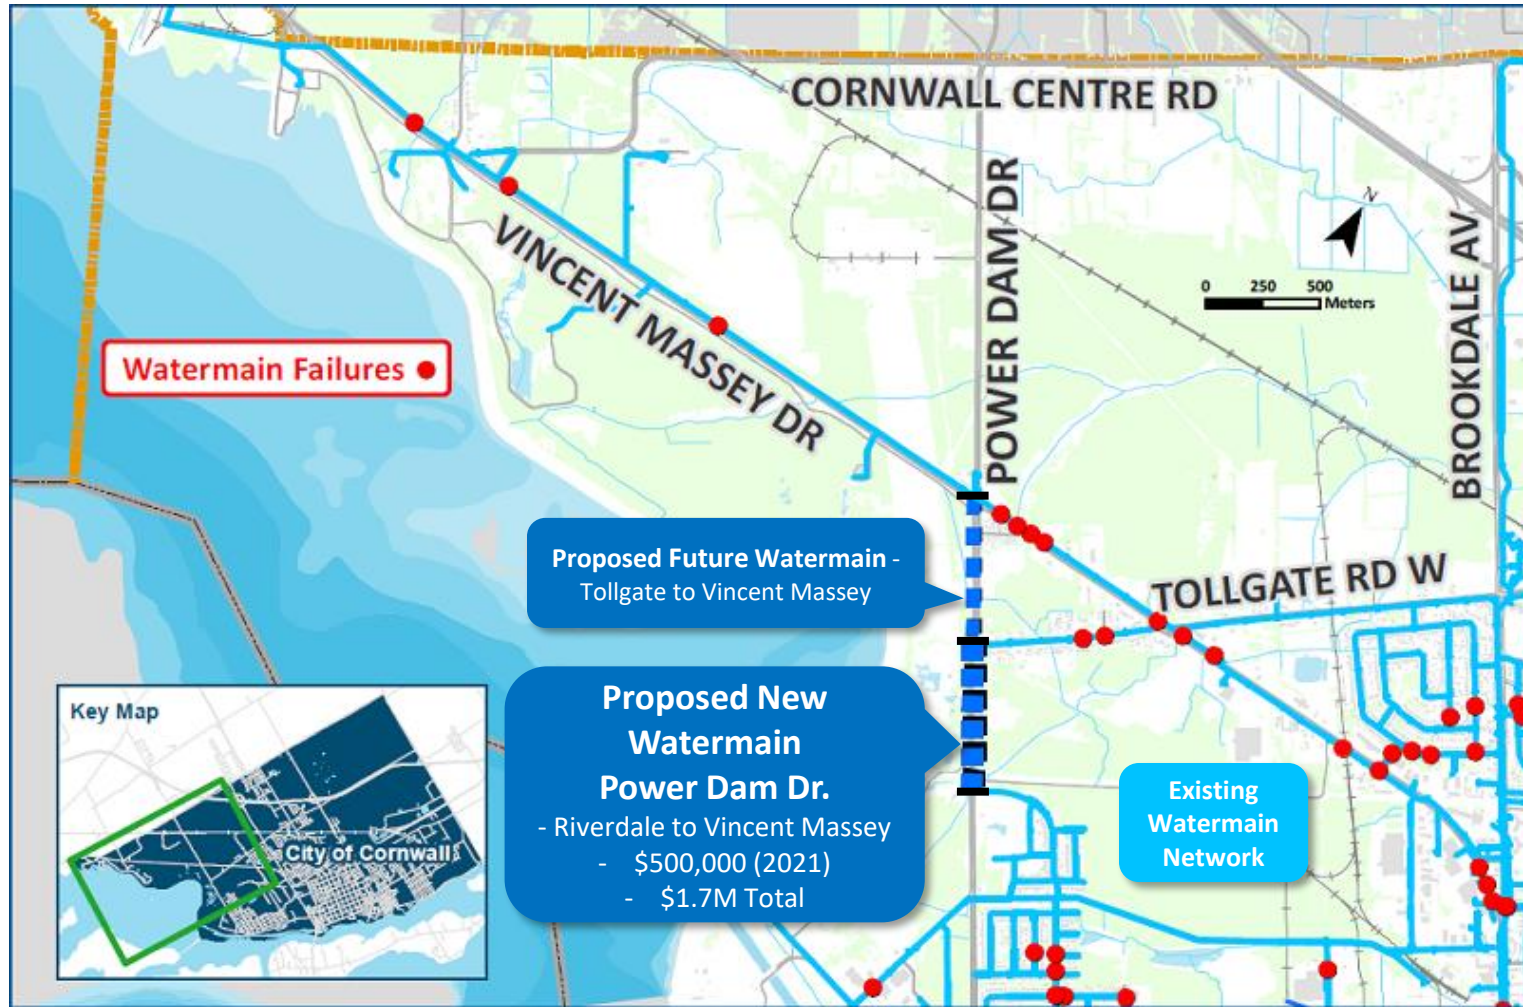 CORNWALL CENTRE RD
POWER DAM DR
BROOKDALE AV
N
0 250 500
Meters
VINCENT MASSEY DR
Watermain Failures
Proposed Future Watermain -
Tollgate to Vincent Massey
TOLLGATE RD W
Proposed New
Watermain
Power Dam Dr.
- Riverdale to Vincent Massey
- $500,000 (2021)
- $1.7M Total
Existing
Watermain
Network
Key Map
City of Cornwall